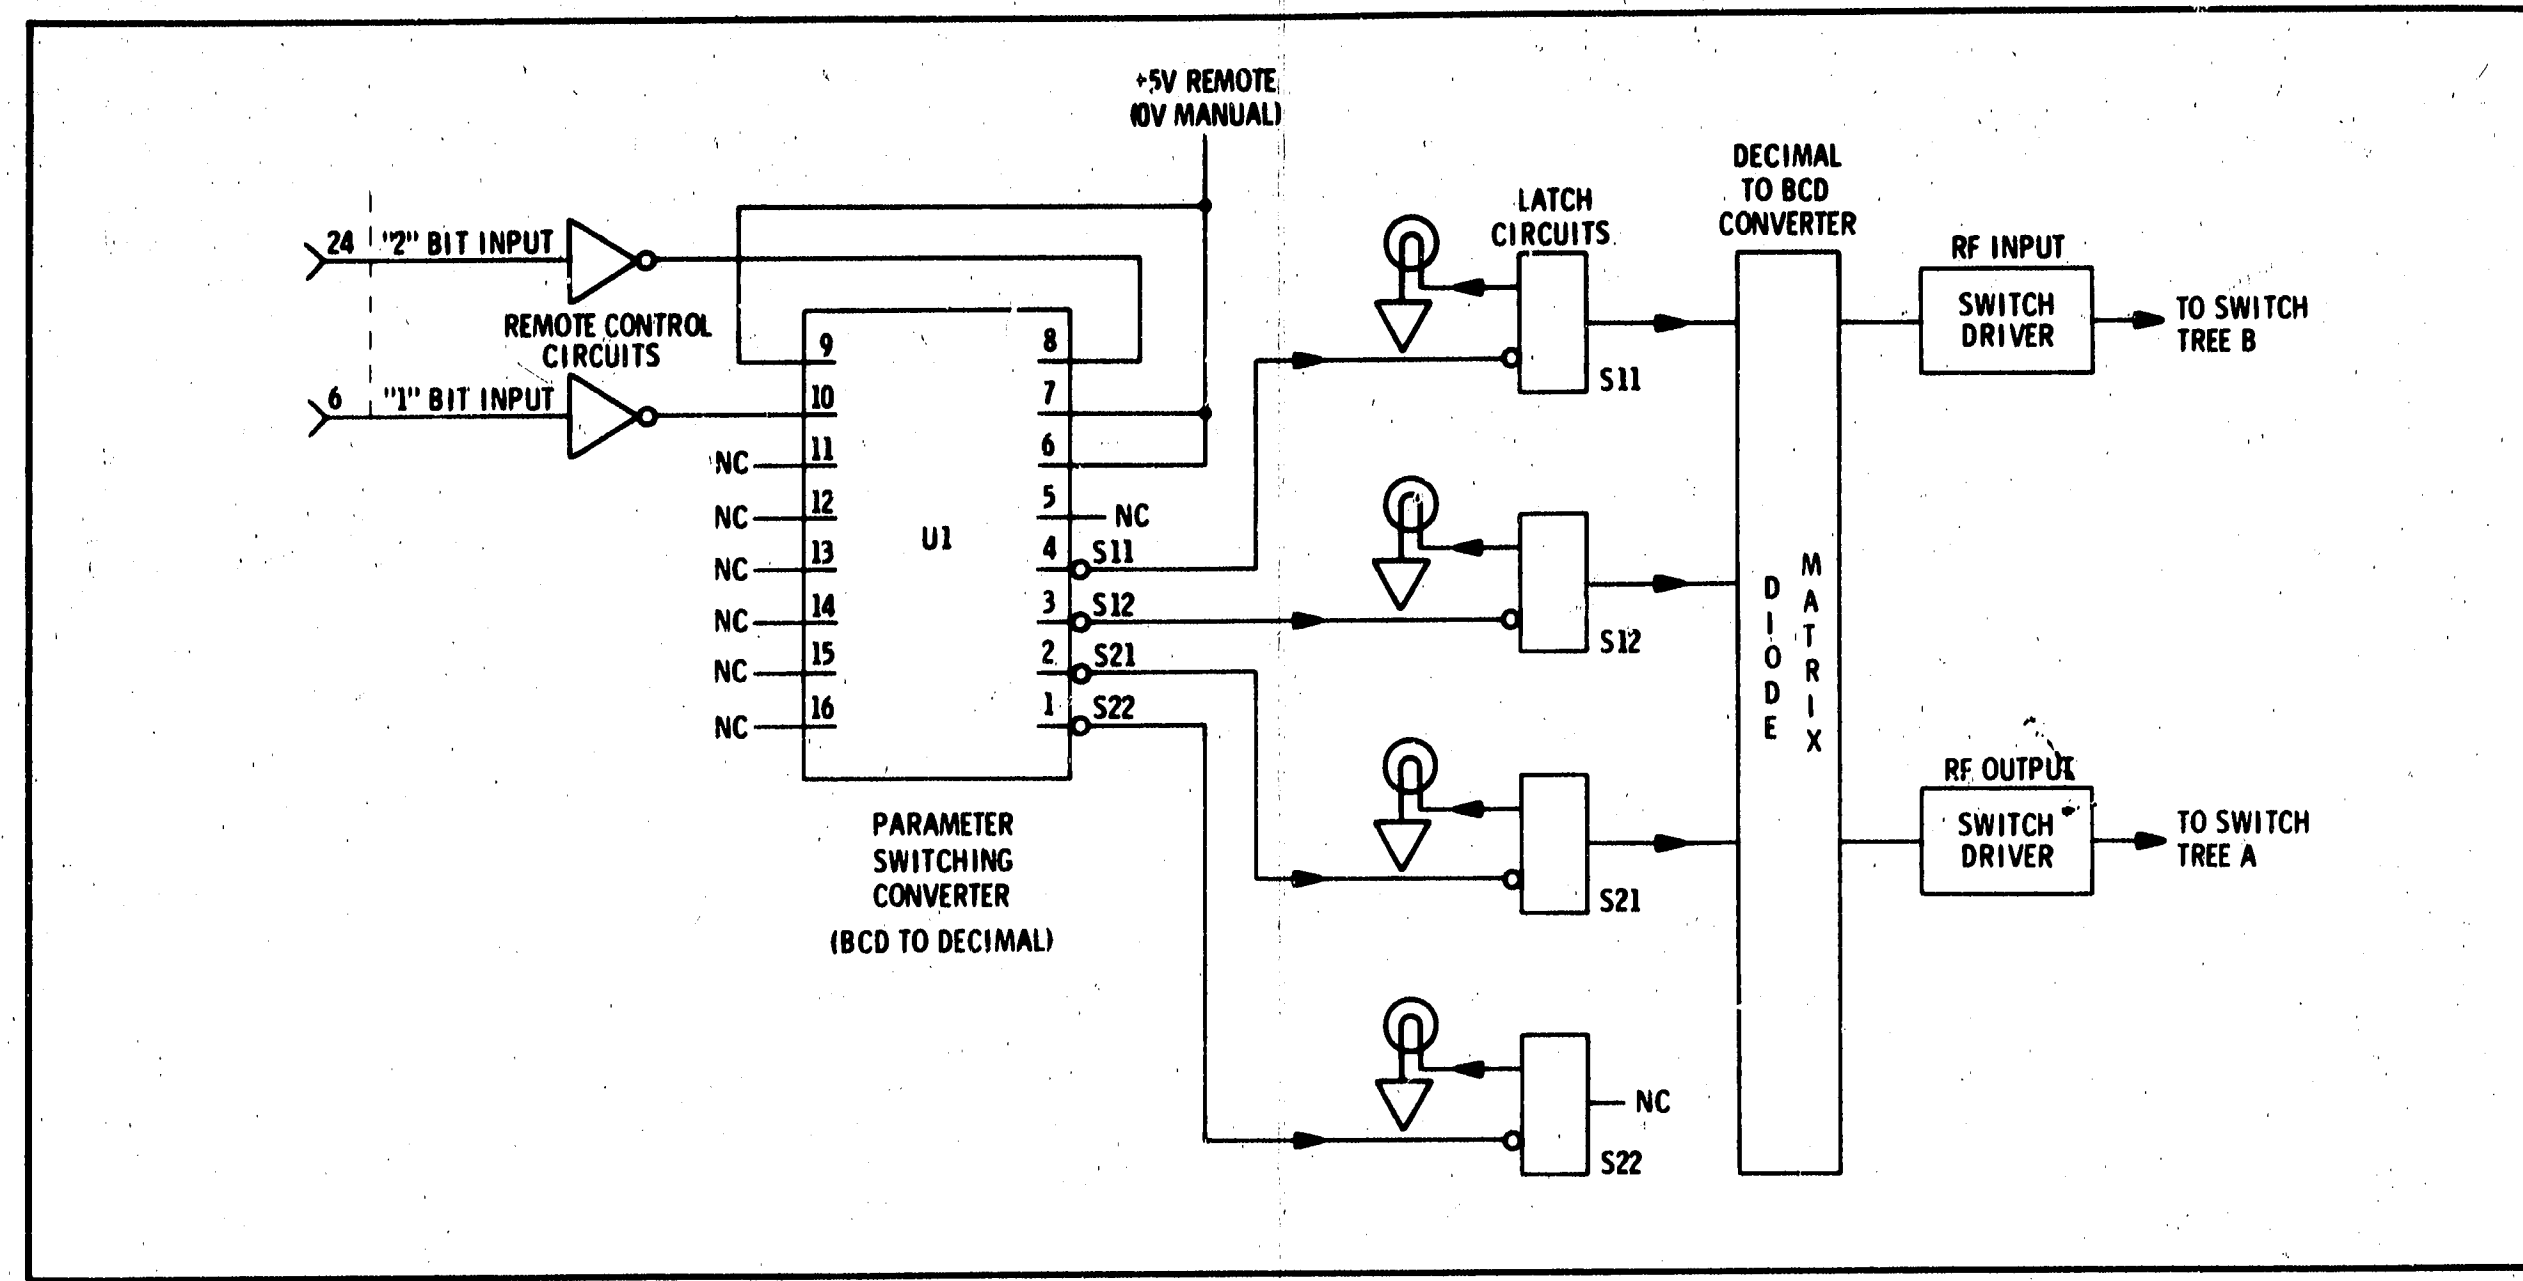 +5V REMOTE
(0V MANUAL)
DECIMAL
TO BCD
CONVERTER
LATCH
CIRCUITS
RF INPUT
24 "2" BIT INPUT
SWITCH
DRIVER
TO SWITCH
TREE B
REMOTE CONTROL
CIRCUITS
6 "1" BIT INPUT
S11
9 8
10 7
NC 11 6
NC 12 5 NC
U1
NC 13 4 S11
NC 14 3 S12
NC 15 2 S21
NC 16 1 S22
S12
DIODE
MATRIX
RF OUTPUT
SWITCH
DRIVER
TO SWITCH
TREE A
PARAMETER
SWITCHING
CONVERTER
(BCD TO DECIMAL)
S21
NC
S22